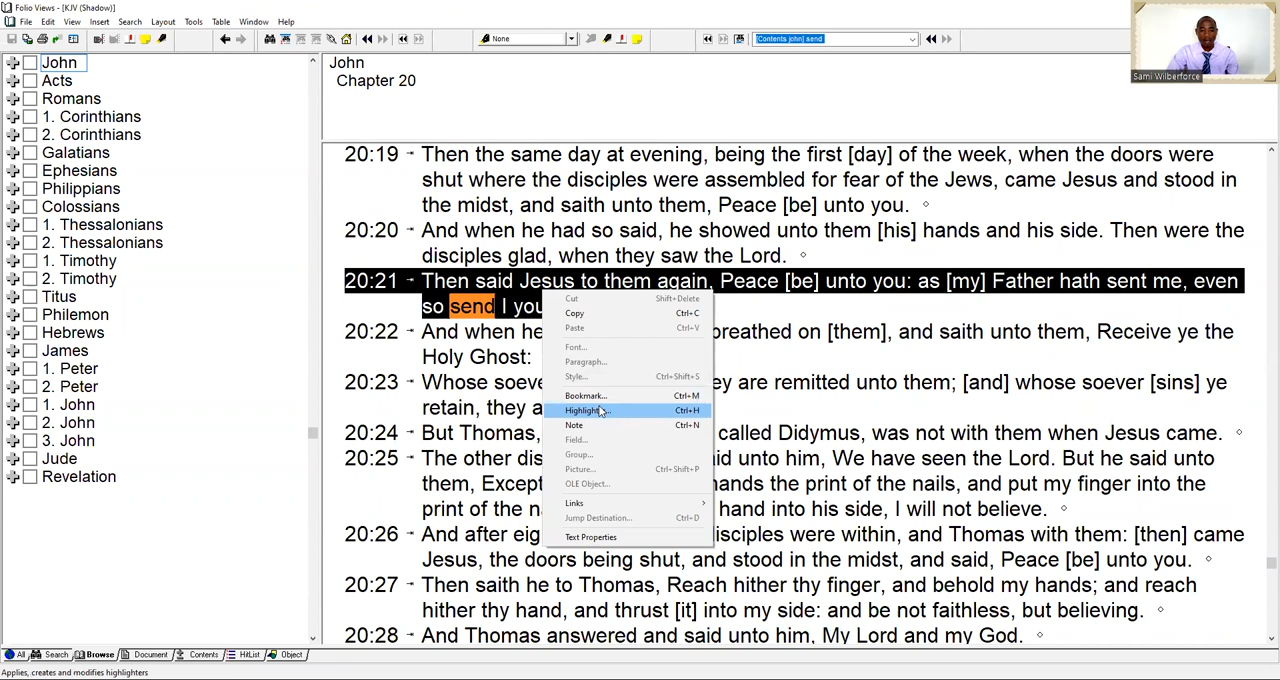 Folio Views - [KJV (Shadow)]
File Edit View Insert Search Layout Tools Table Window Help
None
[Contents john] send
Sami Wilberforce
John
Acts
Romans
1. Corinthians
2. Corinthians
Galatians
Ephesians
Philippians
Colossians
1. Thessalonians
2. Thessalonians
1. Timothy
2. Timothy
Titus
Philemon
Hebrews
James
1. Peter
2. Peter
1. John
2. John
3. John
Jude
Revelation
John
Chapter 20
20:19 Then the same day at evening, being the first [day] of the week, when the doors were
shut where the disciples were assembled for fear of the Jews, came Jesus and stood in
the midst, and saith unto them, Peace [be] unto you.
20:20 And when he had so said, he showed unto them [his] hands and his side. Then were the
disciples glad, when they saw the Lord.
20:21 Then said Jesus to them again, Peace [be] unto you: as [my] Father hath sent me, even
so send I you
20:22 And when he breathed on [them], and saith unto them, Receive ye the
Holy Ghost:
20:23 Whose soeve ey are remitted unto them; [and] whose soever [sins] ye
retain, they a
20:24 But Thomas, called Didymus, was not with them when Jesus came.
20:25 The other dis id unto him, We have seen the Lord. But he said unto
them, Except hands the print of the nails, and put my finger into the
print of the n hand into his side, I will not believe.
20:26 And after eig disciples were within, and Thomas with them: [then] came
Jesus, the doors being shut, and stood in the midst, and said, Peace [be] unto you.
20:27 Then saith he to Thomas, Reach hither thy finger, and behold my hands; and reach
hither thy hand, and thrust [it] into my side: and be not faithless, but believing.
20:28 And Thomas answered and said unto him, My Lord and my God.
Cut Shift+Delete
Copy Ctrl+C
Paste Ctrl+V
Font...
Paragraph...
Style... Ctrl+Shift+S
Bookmark... Ctrl+M
Highlight... Ctrl+H
Note Ctrl+N
Field...
Group...
Picture... Ctrl+Shift+P
OLE Object...
Links
Jump Destination... Ctrl+D
Text Properties
All Search Browse Document Contents HitList Object
Applies, creates and modifies highlighters